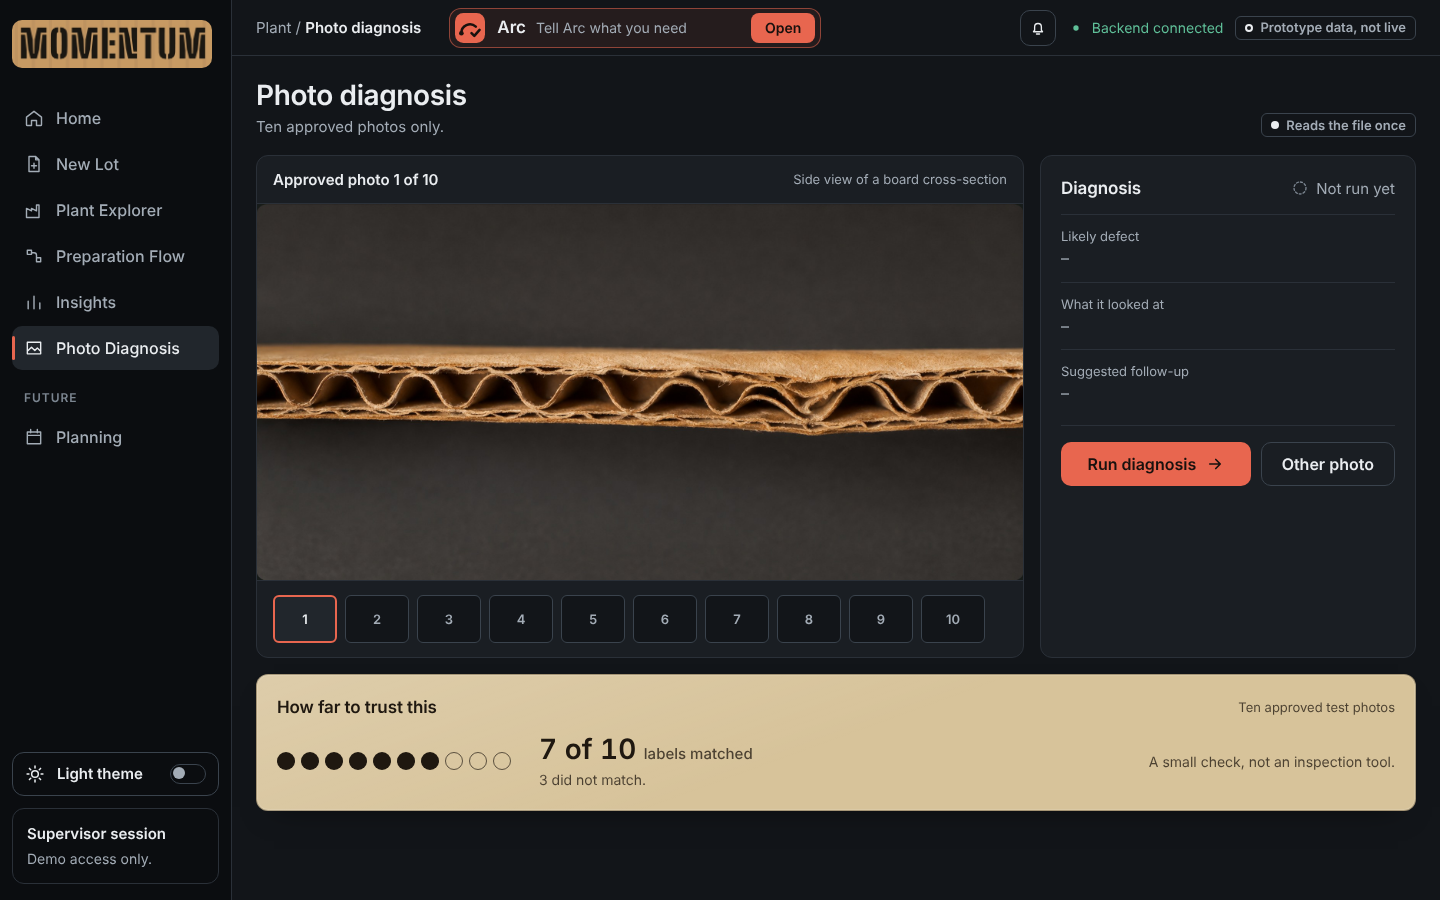 MOMENTUM
Home
New Lot
Plant Explorer
Preparation Flow
Insights
Photo Diagnosis
FUTURE
Planning
Light theme
Supervisor session
Demo access only.
Plant / Photo diagnosis
Arc Tell Arc what you need Open
Backend connected
Prototype data, not live
Photo diagnosis
Ten approved photos only.
Reads the file once
Approved photo 1 of 10
Side view of a board cross-section
1 2 3 4 5 6 7 8 9 10
Diagnosis
Not run yet
Likely defect
–
What it looked at
–
Suggested follow-up
–
Run diagnosis →
Other photo
How far to trust this
Ten approved test photos
7 of 10 labels matched
3 did not match.
A small check, not an inspection tool.